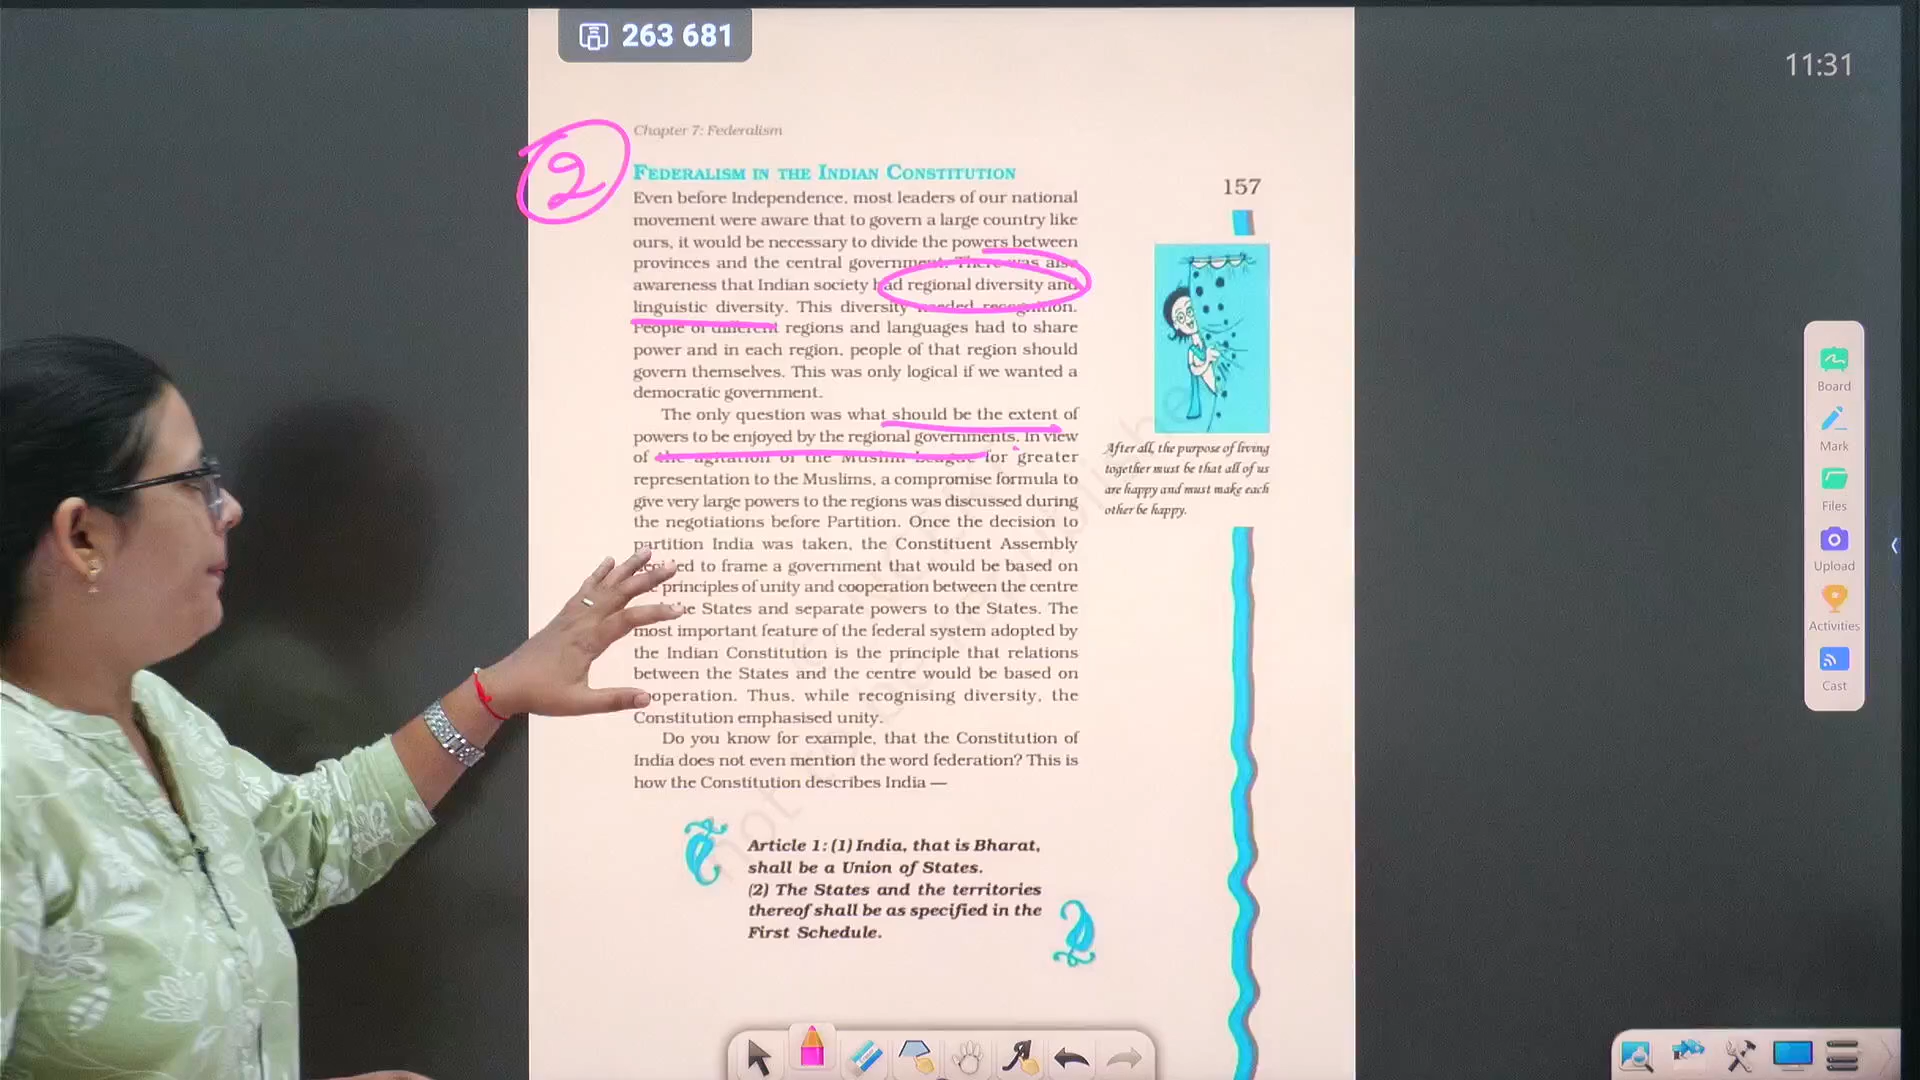 263 681
11:31
2
Chapter 7: Federalism
FEDERALISM IN THE INDIAN CONSTITUTION
157
Even before Independence, most leaders of our national
movement were aware that to govern a large country like
ours, it would be necessary to divide the powers between
provinces and the central government. There was also
awareness that Indian society had regional diversity and
linguistic diversity. This diversity needed recognition.
People of different regions and languages had to share
power and in each region, people of that region should
govern themselves. This was only logical if we wanted a
democratic government.
The only question was what should be the extent of
powers to be enjoyed by the regional governments. In view
of the agitation of the Muslim League for greater
representation to the Muslims, a compromise formula to
give very large powers to the regions was discussed during
the negotiations before Partition. Once the decision to
partition India was taken, the Constituent Assembly
decided to frame a government that would be based on
principles of unity and cooperation between the centre
the States and separate powers to the States. The
most important feature of the federal system adopted by
the Indian Constitution is the principle that relations
between the States and the centre would be based on
cooperation. Thus, while recognising diversity, the
Constitution emphasised unity.
Do you know for example, that the Constitution of
India does not even mention the word federation? This is
how the Constitution describes India —
Article 1: (1) India, that is Bharat,
shall be a Union of States.
(2) The States and the territories
thereof shall be as specified in the
First Schedule.
After all, the purpose of living
together must be that all of us
are happy and must make each
other be happy.
Board
Mark
Files
Upload
Activities
Cast